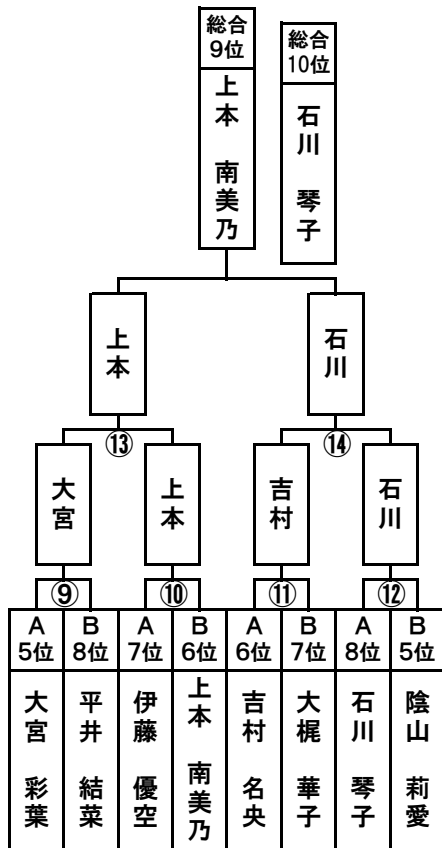 総合
9位
上本 南美乃
総合
10位
石川 琴子
上本
石川
⑬
⑭
大宮
上本
吉村
石川
⑨
⑩
⑪
⑫
A
5位
大宮 彩葉
B
8位
平井 結菜
A
7位
伊藤 優空
B
6位
上本 南美乃
A
6位
吉村 名央
B
7位
大梶 華子
A
8位
石川 琴子
B
5位
陰山 莉愛